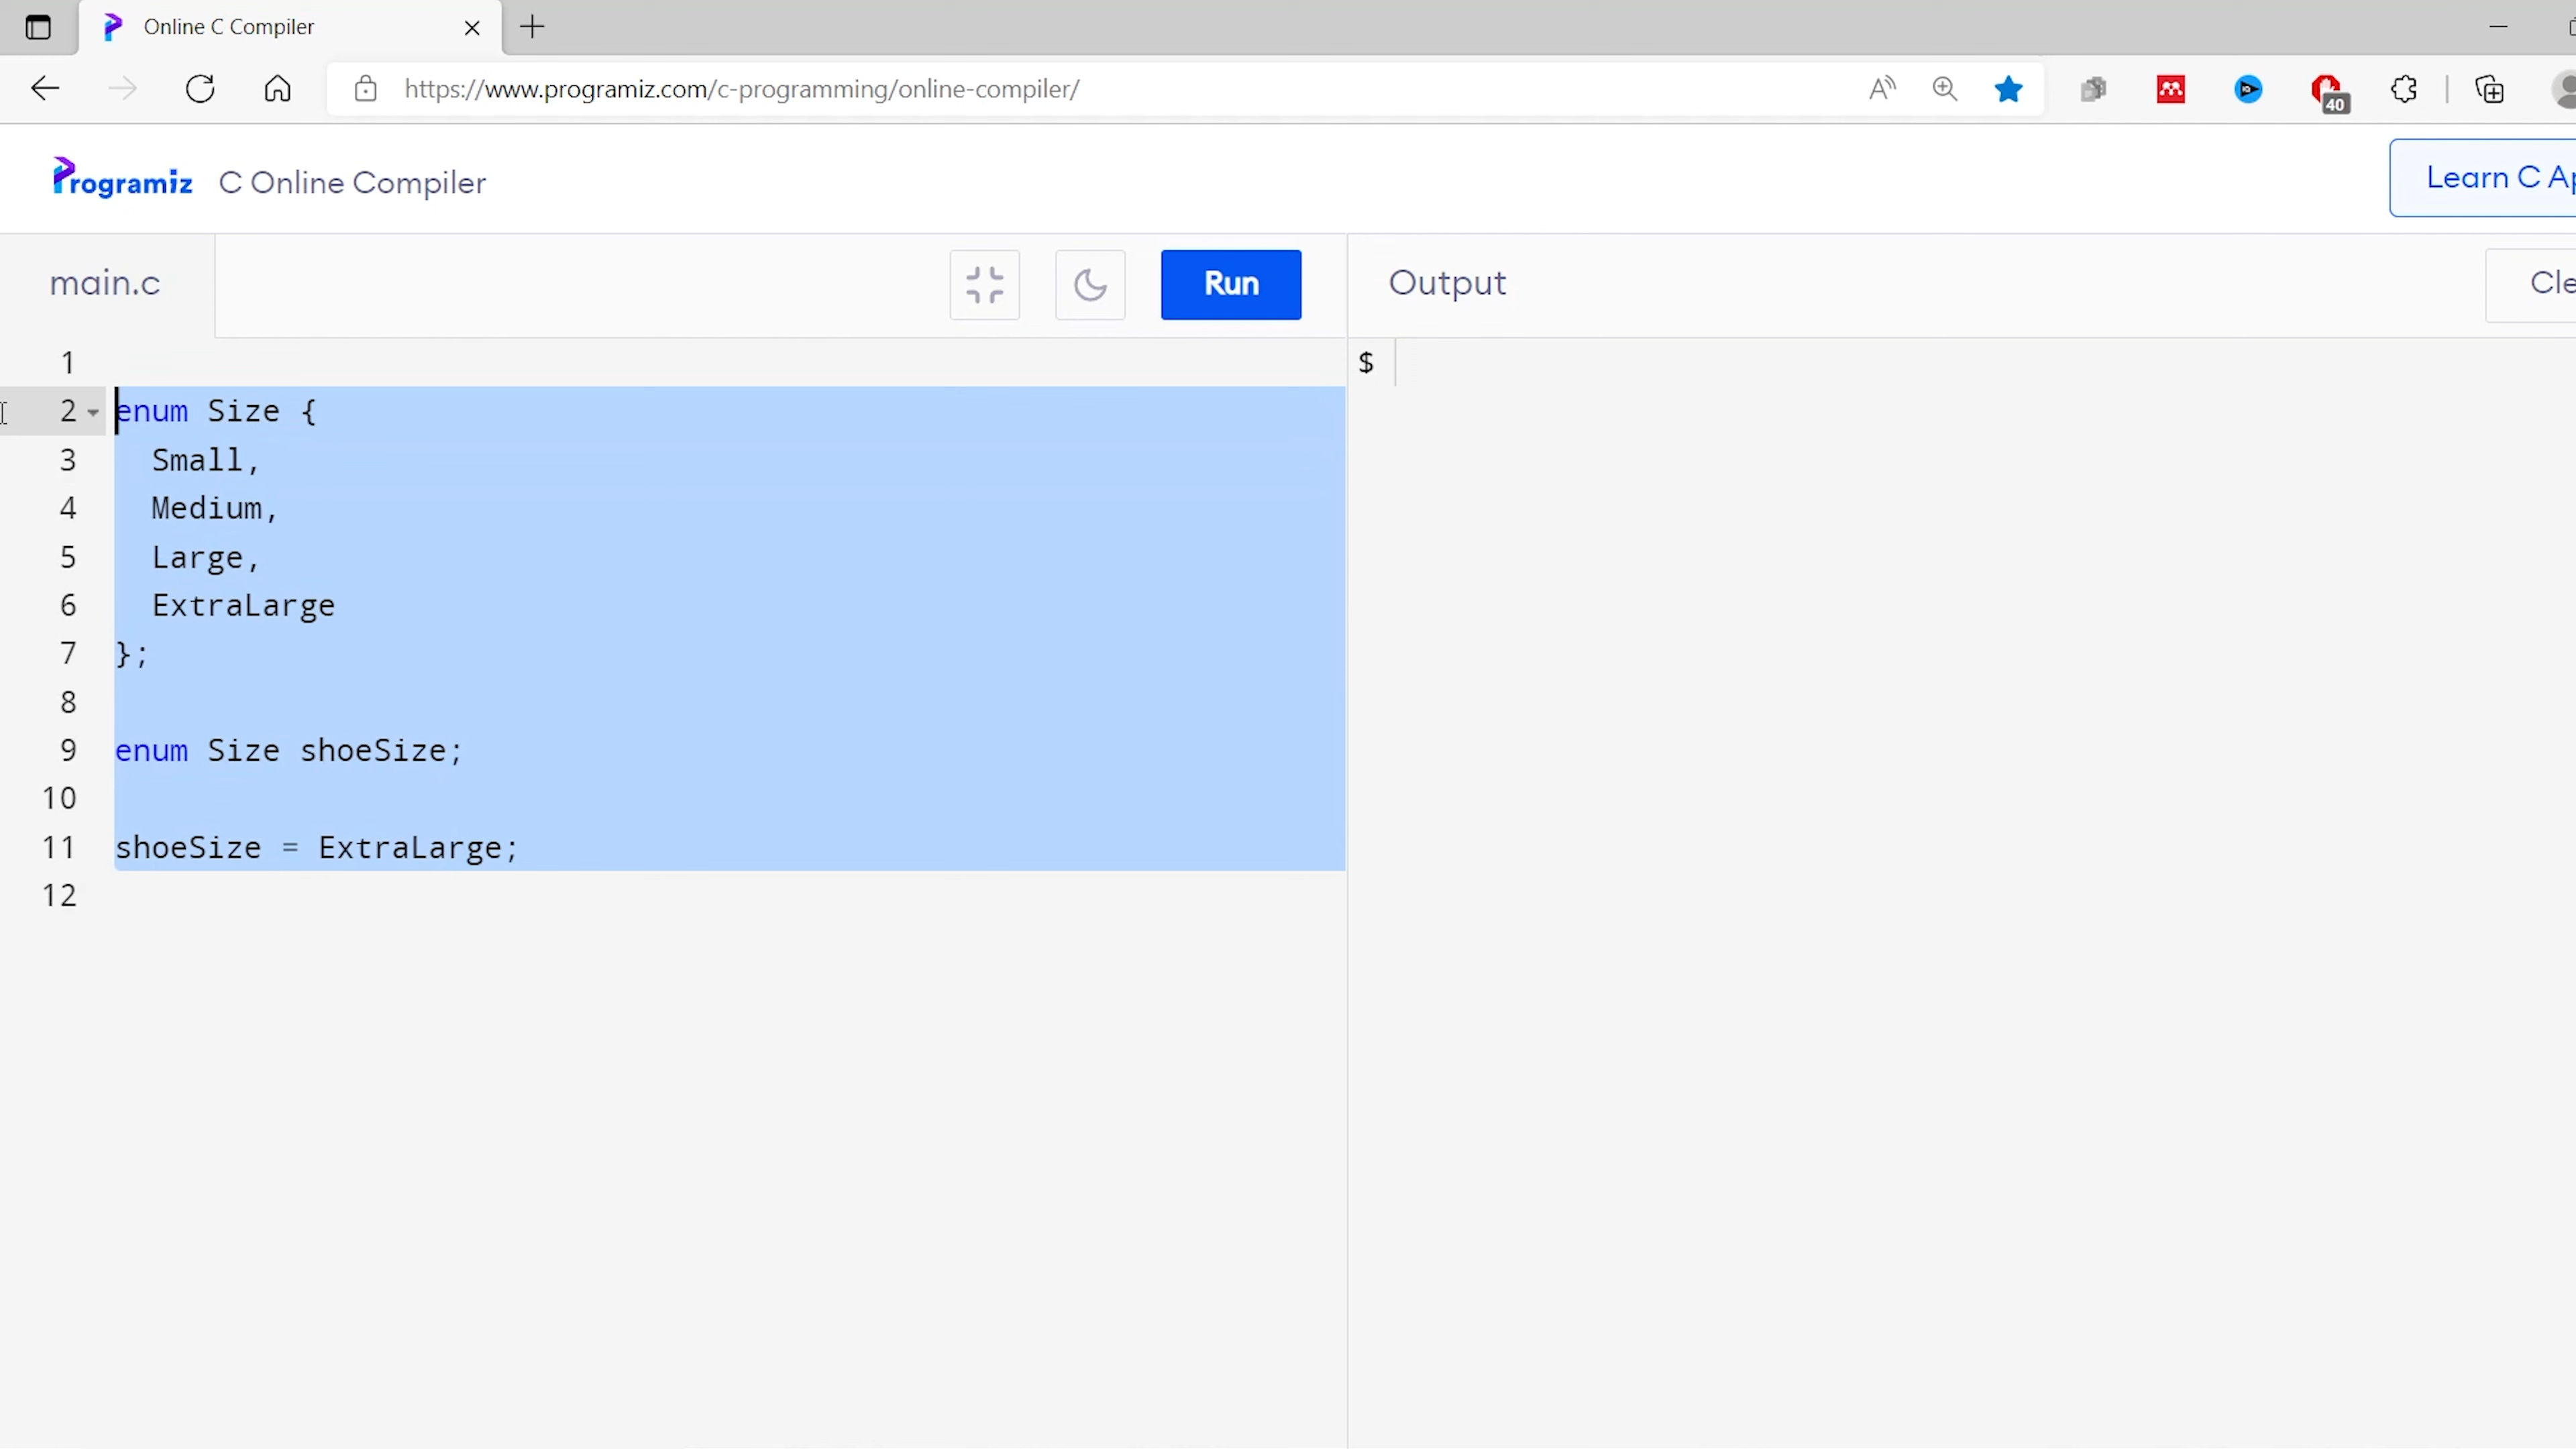 Online C Compiler
https://www.programiz.com/c-programming/online-compiler/
40
Programiz C Online Compiler
Learn C Ap
main.c
Run
Output
Cle
1
$
2 enum Size {
3 Small,
4 Medium,
5 Large,
6 ExtraLarge
7 };
8
9 enum Size shoeSize;
10
11 shoeSize = ExtraLarge;
12